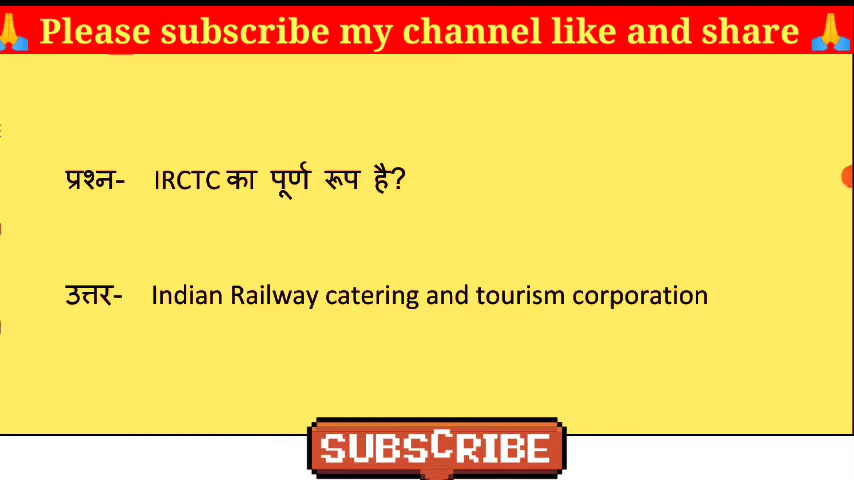 🙏 Please subscribe my channel like and share 🙏
प्रश्न- IRCTC का पूर्ण रूप है?
उत्तर- Indian Railway catering and tourism corporation
SUBSCRIBE